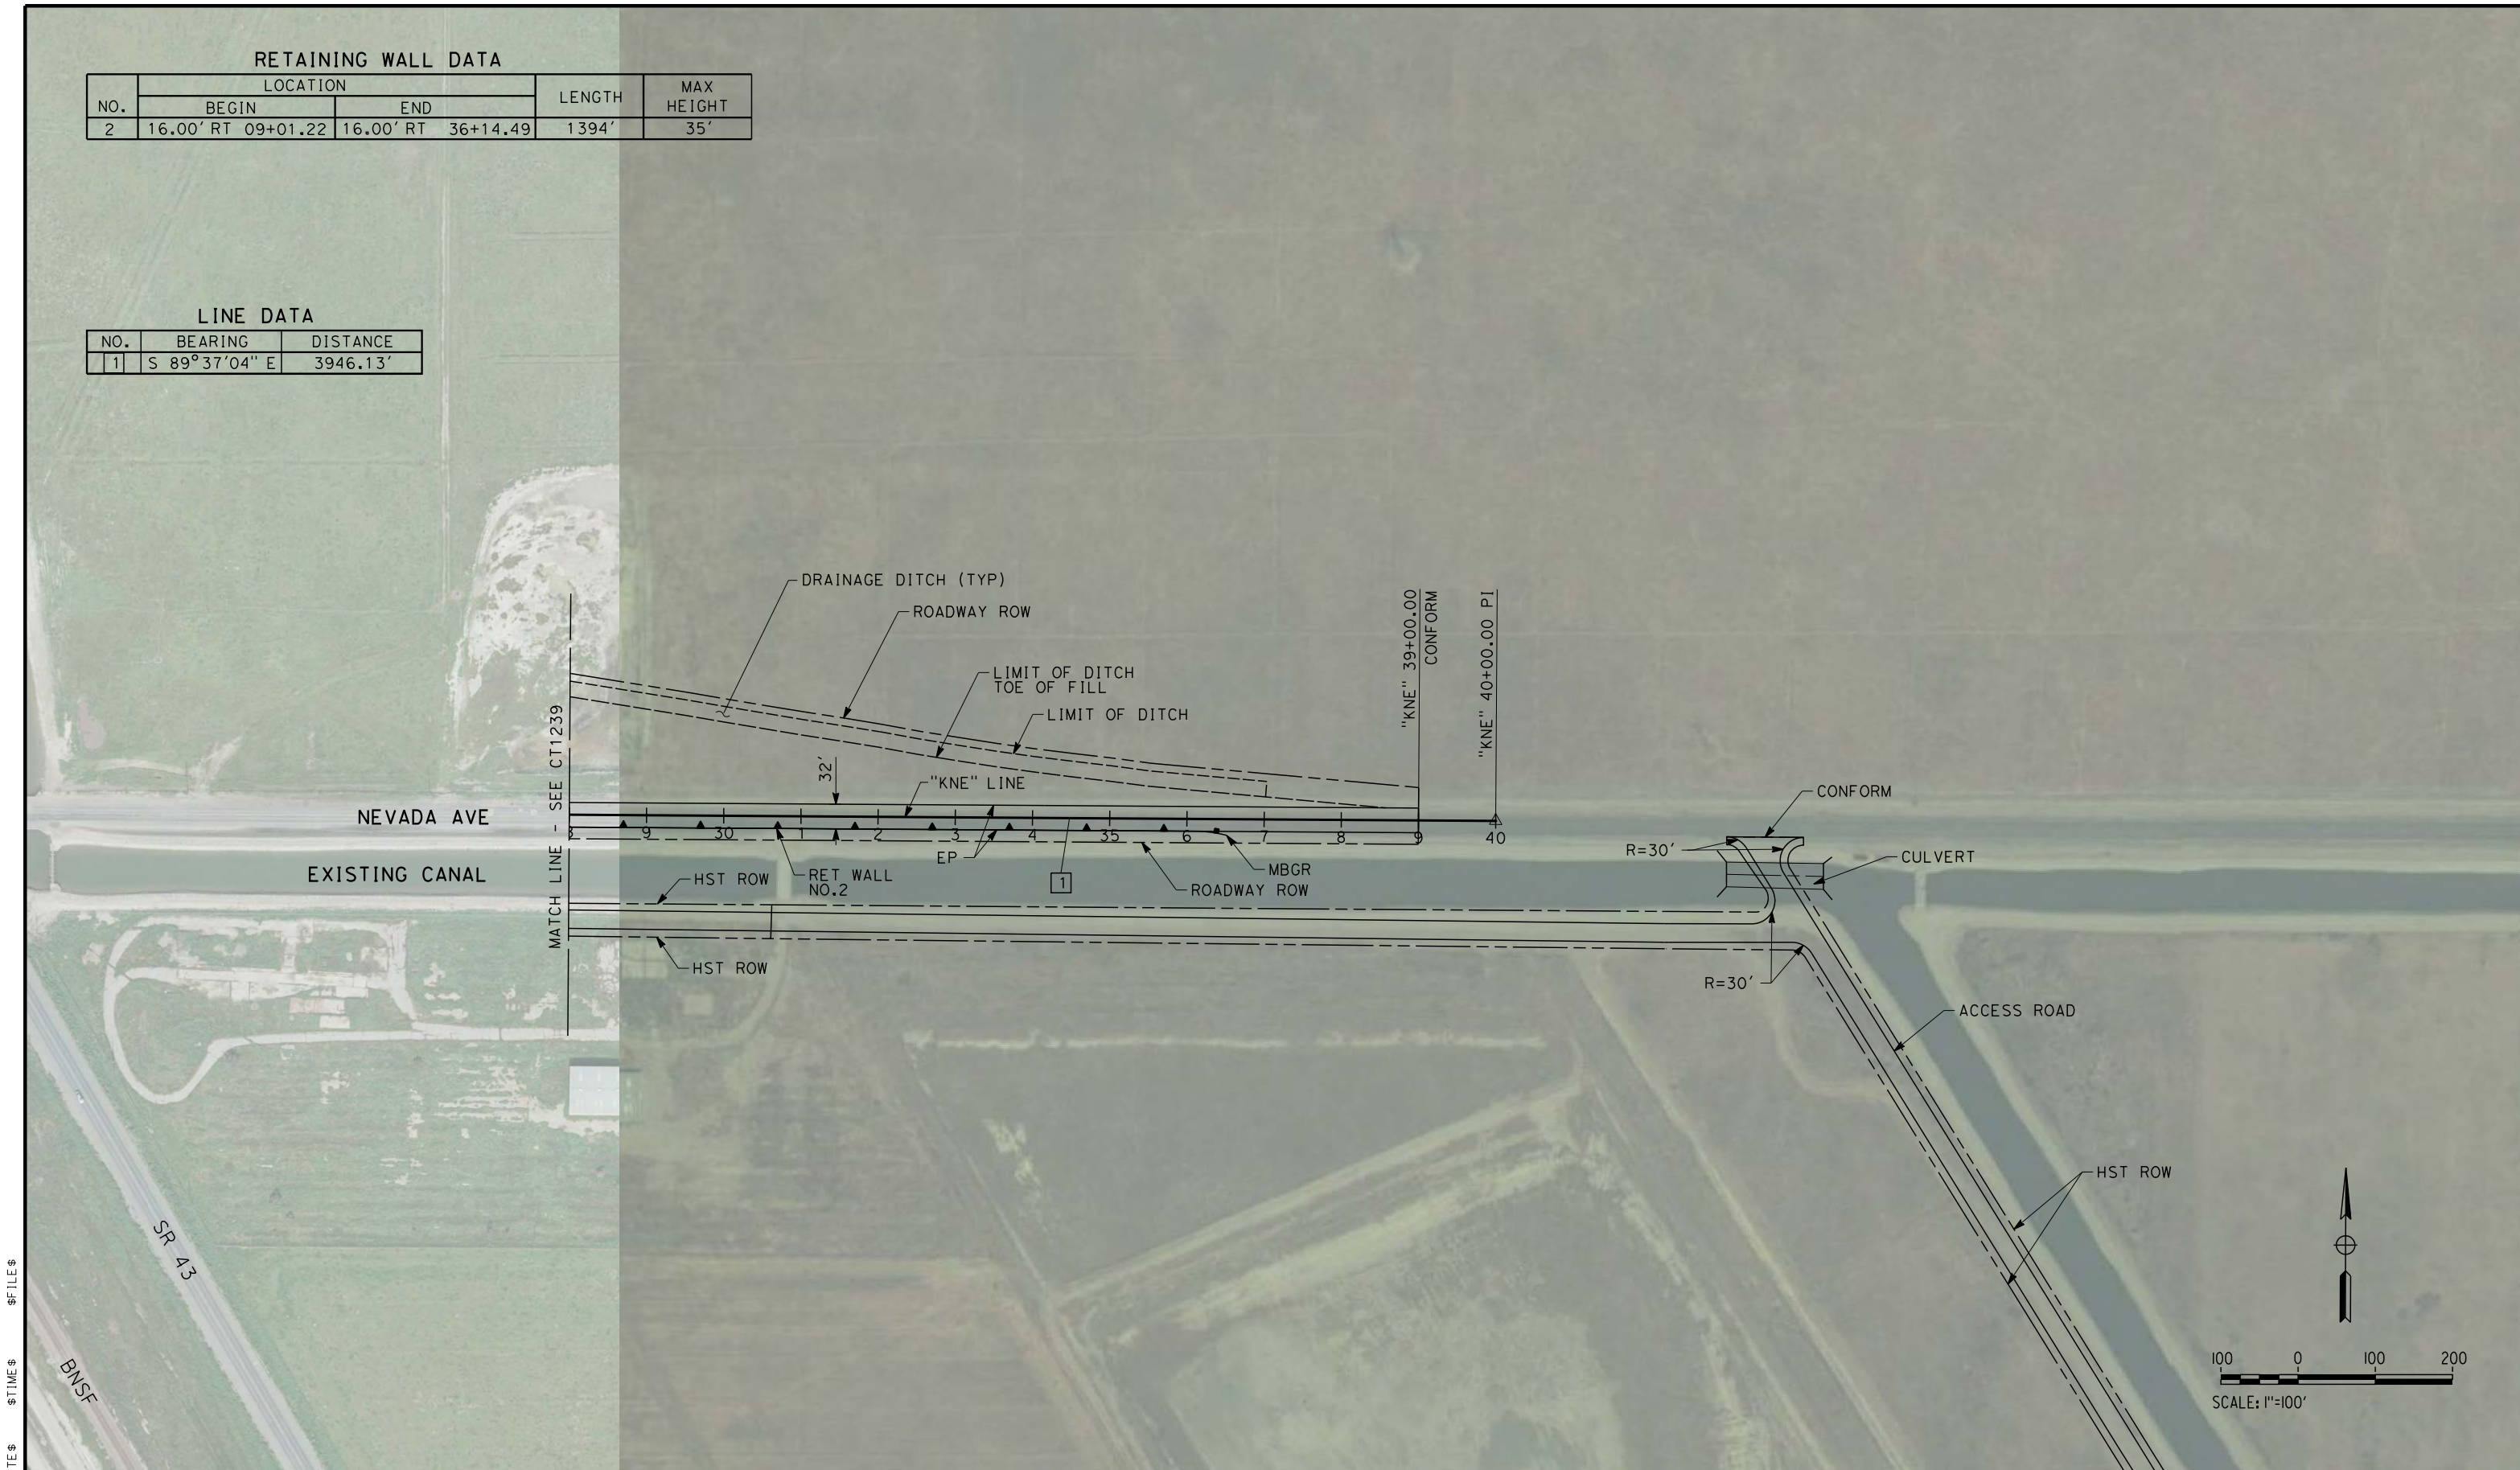 RETAINING WALL DATA
NO. LOCATION LENGTH MAX HEIGHT
BEGIN END
2 16.00' RT 09+01.22 16.00' RT 36+14.49 1394' 35'
LINE DATA
NO. BEARING DISTANCE
1 S 89°37'04" E 3946.13'
DRAINAGE DITCH (TYP)
ROADWAY ROW
LIMIT OF DITCH
TOE OF FILL
LIMIT OF DITCH
"KNE" 39+00.00
CONFORM
"KNE" 40+00.00 PI
MATCH LINE - SEE CT1239
32'
"KNE" LINE
CONFORM
NEVADA AVE
8 9 30 1 2 3 4 35 6 7 8 9 40
EP
R=30'
CULVERT
MBGR
EXISTING CANAL
HST ROW
RET WALL
NO.2
1
ROADWAY ROW
HST ROW
R=30'
ACCESS ROAD
HST ROW
SR 43
BNSF
100 0 100 200
SCALE: 1"=100'
$FILE$
$TIME$
TE$